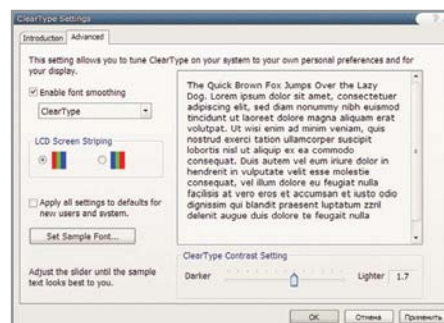 ClearType Settings
Introduction
Advanced
This setting allows you to tune ClearType on your system to your own personal preferences and for
your display.
Enable font smoothing
ClearType
LCD Screen Striping
Apply all settings to defaults for
new users and system.
Set Sample Font...
Adjust the slider until the sample
text looks best to you.
The Quick Brown Fox Jumps Over the Lazy
Dog. Lorem ipsum dolor sit amet, consectetuer
adipiscing elit, sed diam nonummy nibh euismod
tincidunt ut laoreet dolore magna aliquam erat
volutpat. Ut wisi enim ad minim veniam, quis
nostrud exerci tation ullamcorper suscipit
lobortis nisl ut aliquip ex ea commodo
consequat. Duis autem vel eum iriure dolor in
hendrerit in vulputate velit esse molestie
consequat, vel illum dolore eu feugiat nulla
facilisis at vero eros et accumsan et iusto odio
dignissim qui blandit praesent luptatum zzril
delenit augue duis dolore te feugait nulla
ClearType Contrast Setting
Darker
Lighter
1.7
OK
Отмена
Применить